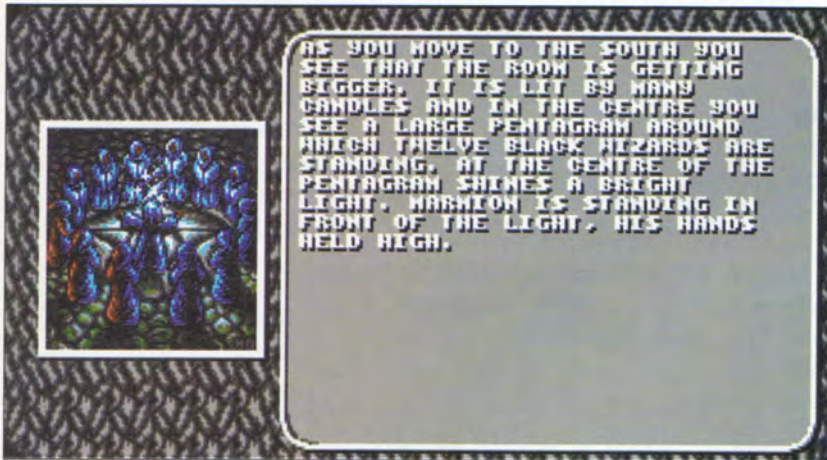 AS YOU MOVE TO THE SOUTH YOU
SEE THAT THE ROOM IS GETTING
BIGGER. IT IS LIT BY MANY
CANDLES AND IN THE CENTRE YOU
SEE A LARGE PENTAGRAM AROUND
WHICH TWELVE BLACK WIZARDS ARE
STANDING. AT THE CENTRE OF THE
PENTAGRAM SHINES A BRIGHT
LIGHT. MARMION IS STANDING IN
FRONT OF THE LIGHT, HIS HANDS
HELD HIGH.